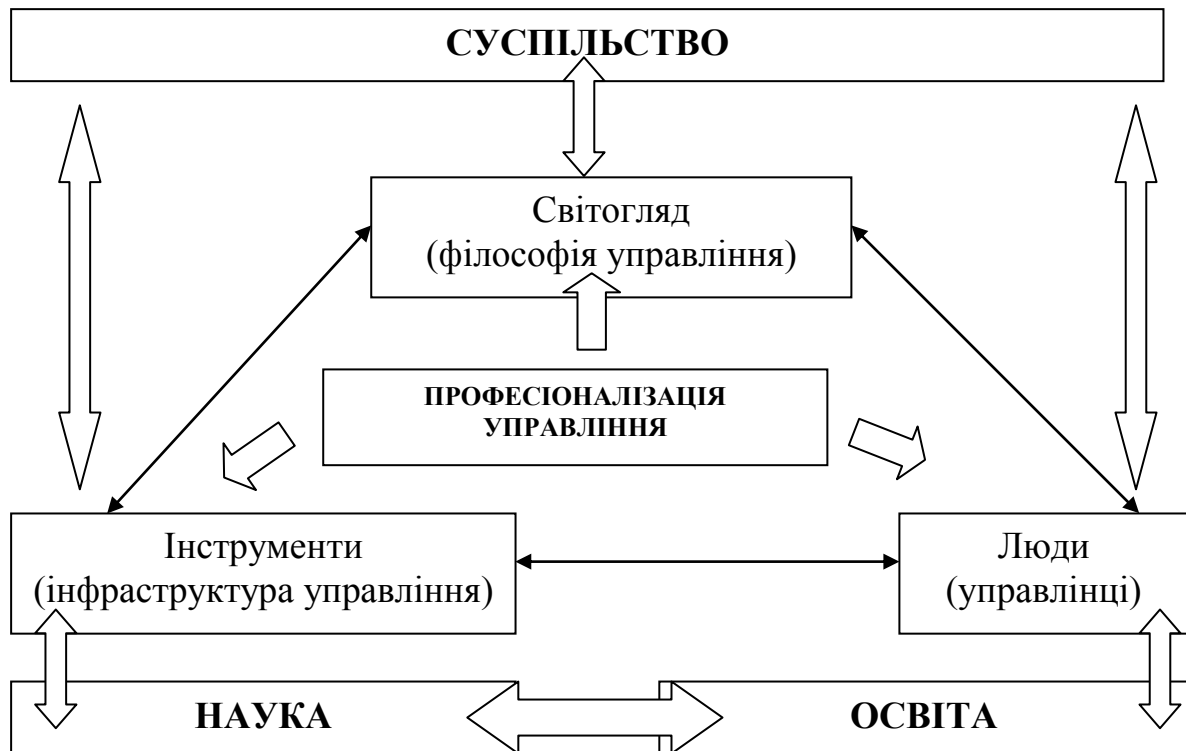 СУСПІЛЬСТВО
Світогляд
(філософія управління)
ПРОФЕСІОНАЛІЗАЦІЯ
УПРАВЛІННЯ
Інструменти
(інфраструктура управління)
Люди
(управлінці)
НАУКА
ОСВІТА